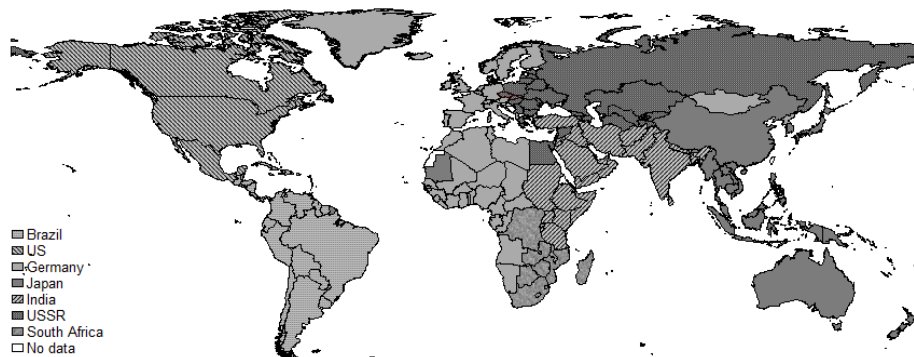 Brazil
US
Germany
Japan
India
USSR
South Africa
No data